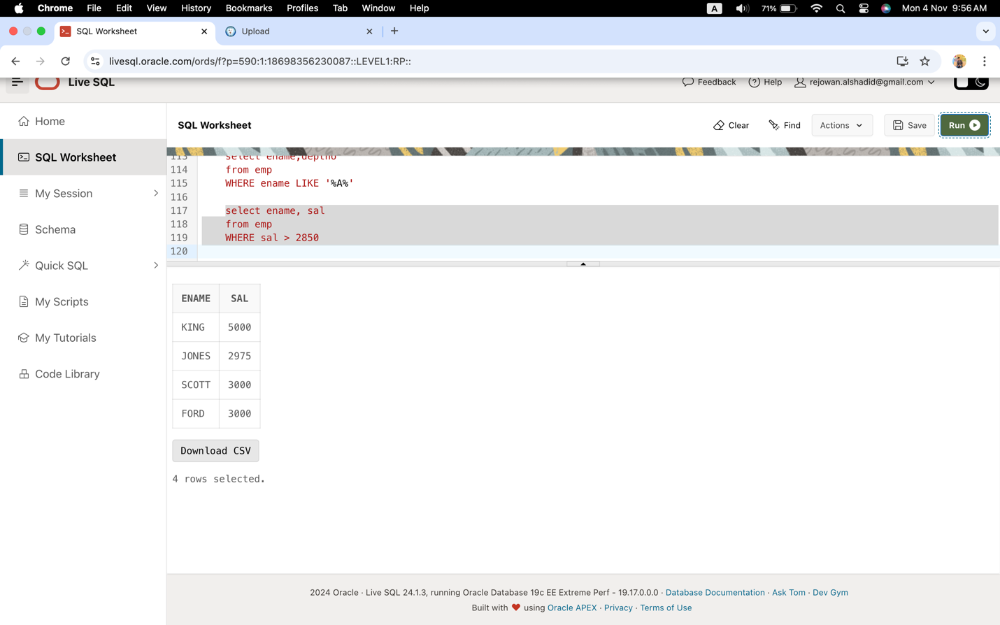 Chrome File Edit View History Bookmarks Profiles Tab Window Help A 71% Mon 4 Nov 9:56 AM
SQL Worksheet Upload
livesql.oracle.com/ords/f?p=590:1:18698356230087::LEVEL1:RP::
Live SQL Feedback Help rejowan.alshadid@gmail.com
Home
SQL Worksheet
My Session
Schema
Quick SQL
My Scripts
My Tutorials
Code Library
SQL Worksheet Clear Find Actions Save Run
113 select ename,deptno
114 from emp
115 WHERE ename LIKE '%A%'
116
117 select ename, sal
118 from emp
119 WHERE sal > 2850
120
ENAME SAL
KING 5000
JONES 2975
SCOTT 3000
FORD 3000
Download CSV
4 rows selected.
2024 Oracle · Live SQL 24.1.3, running Oracle Database 19c EE Extreme Perf - 19.17.0.0.0 · Database Documentation · Ask Tom · Dev Gym
Built with ❤ using Oracle APEX · Privacy · Terms of Use